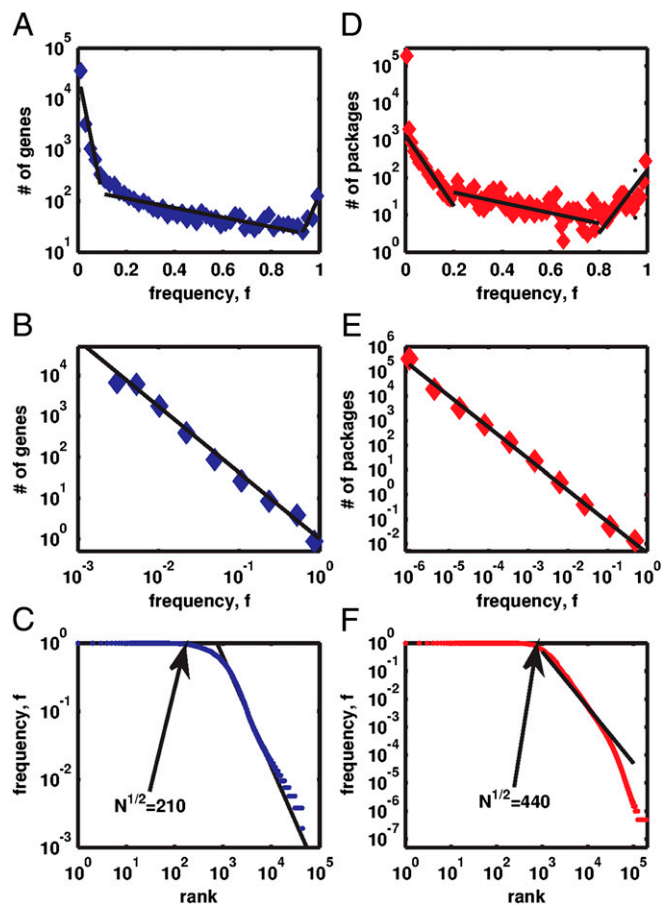 A
# of genes
10^5
10^4
10^3
10^2
10^1
0 0.2 0.4 0.6 0.8 1
frequency, f
D
# of packages
10^5
10^4
10^3
10^2
10^1
10^0
0 0.2 0.4 0.6 0.8 1
frequency, f
B
# of genes
10^4
10^3
10^2
10^1
10^0
10^-3 10^-2 10^-1 10^0
frequency, f
E
# of packages
10^6
10^5
10^4
10^3
10^2
10^1
10^0
10^-1
10^-2
10^-6 10^-5 10^-4 10^-3 10^-2 10^-1 10^0
frequency, f
C
frequency, f
10^0
10^-1
10^-2
10^-3
N^1/2=210
10^0 10^1 10^2 10^3 10^4 10^5
rank
F
frequency, f
10^0
10^-1
10^-2
10^-3
10^-4
10^-5
10^-6
10^-7
N^1/2=440
10^0 10^1 10^2 10^3 10^4 10^5
rank